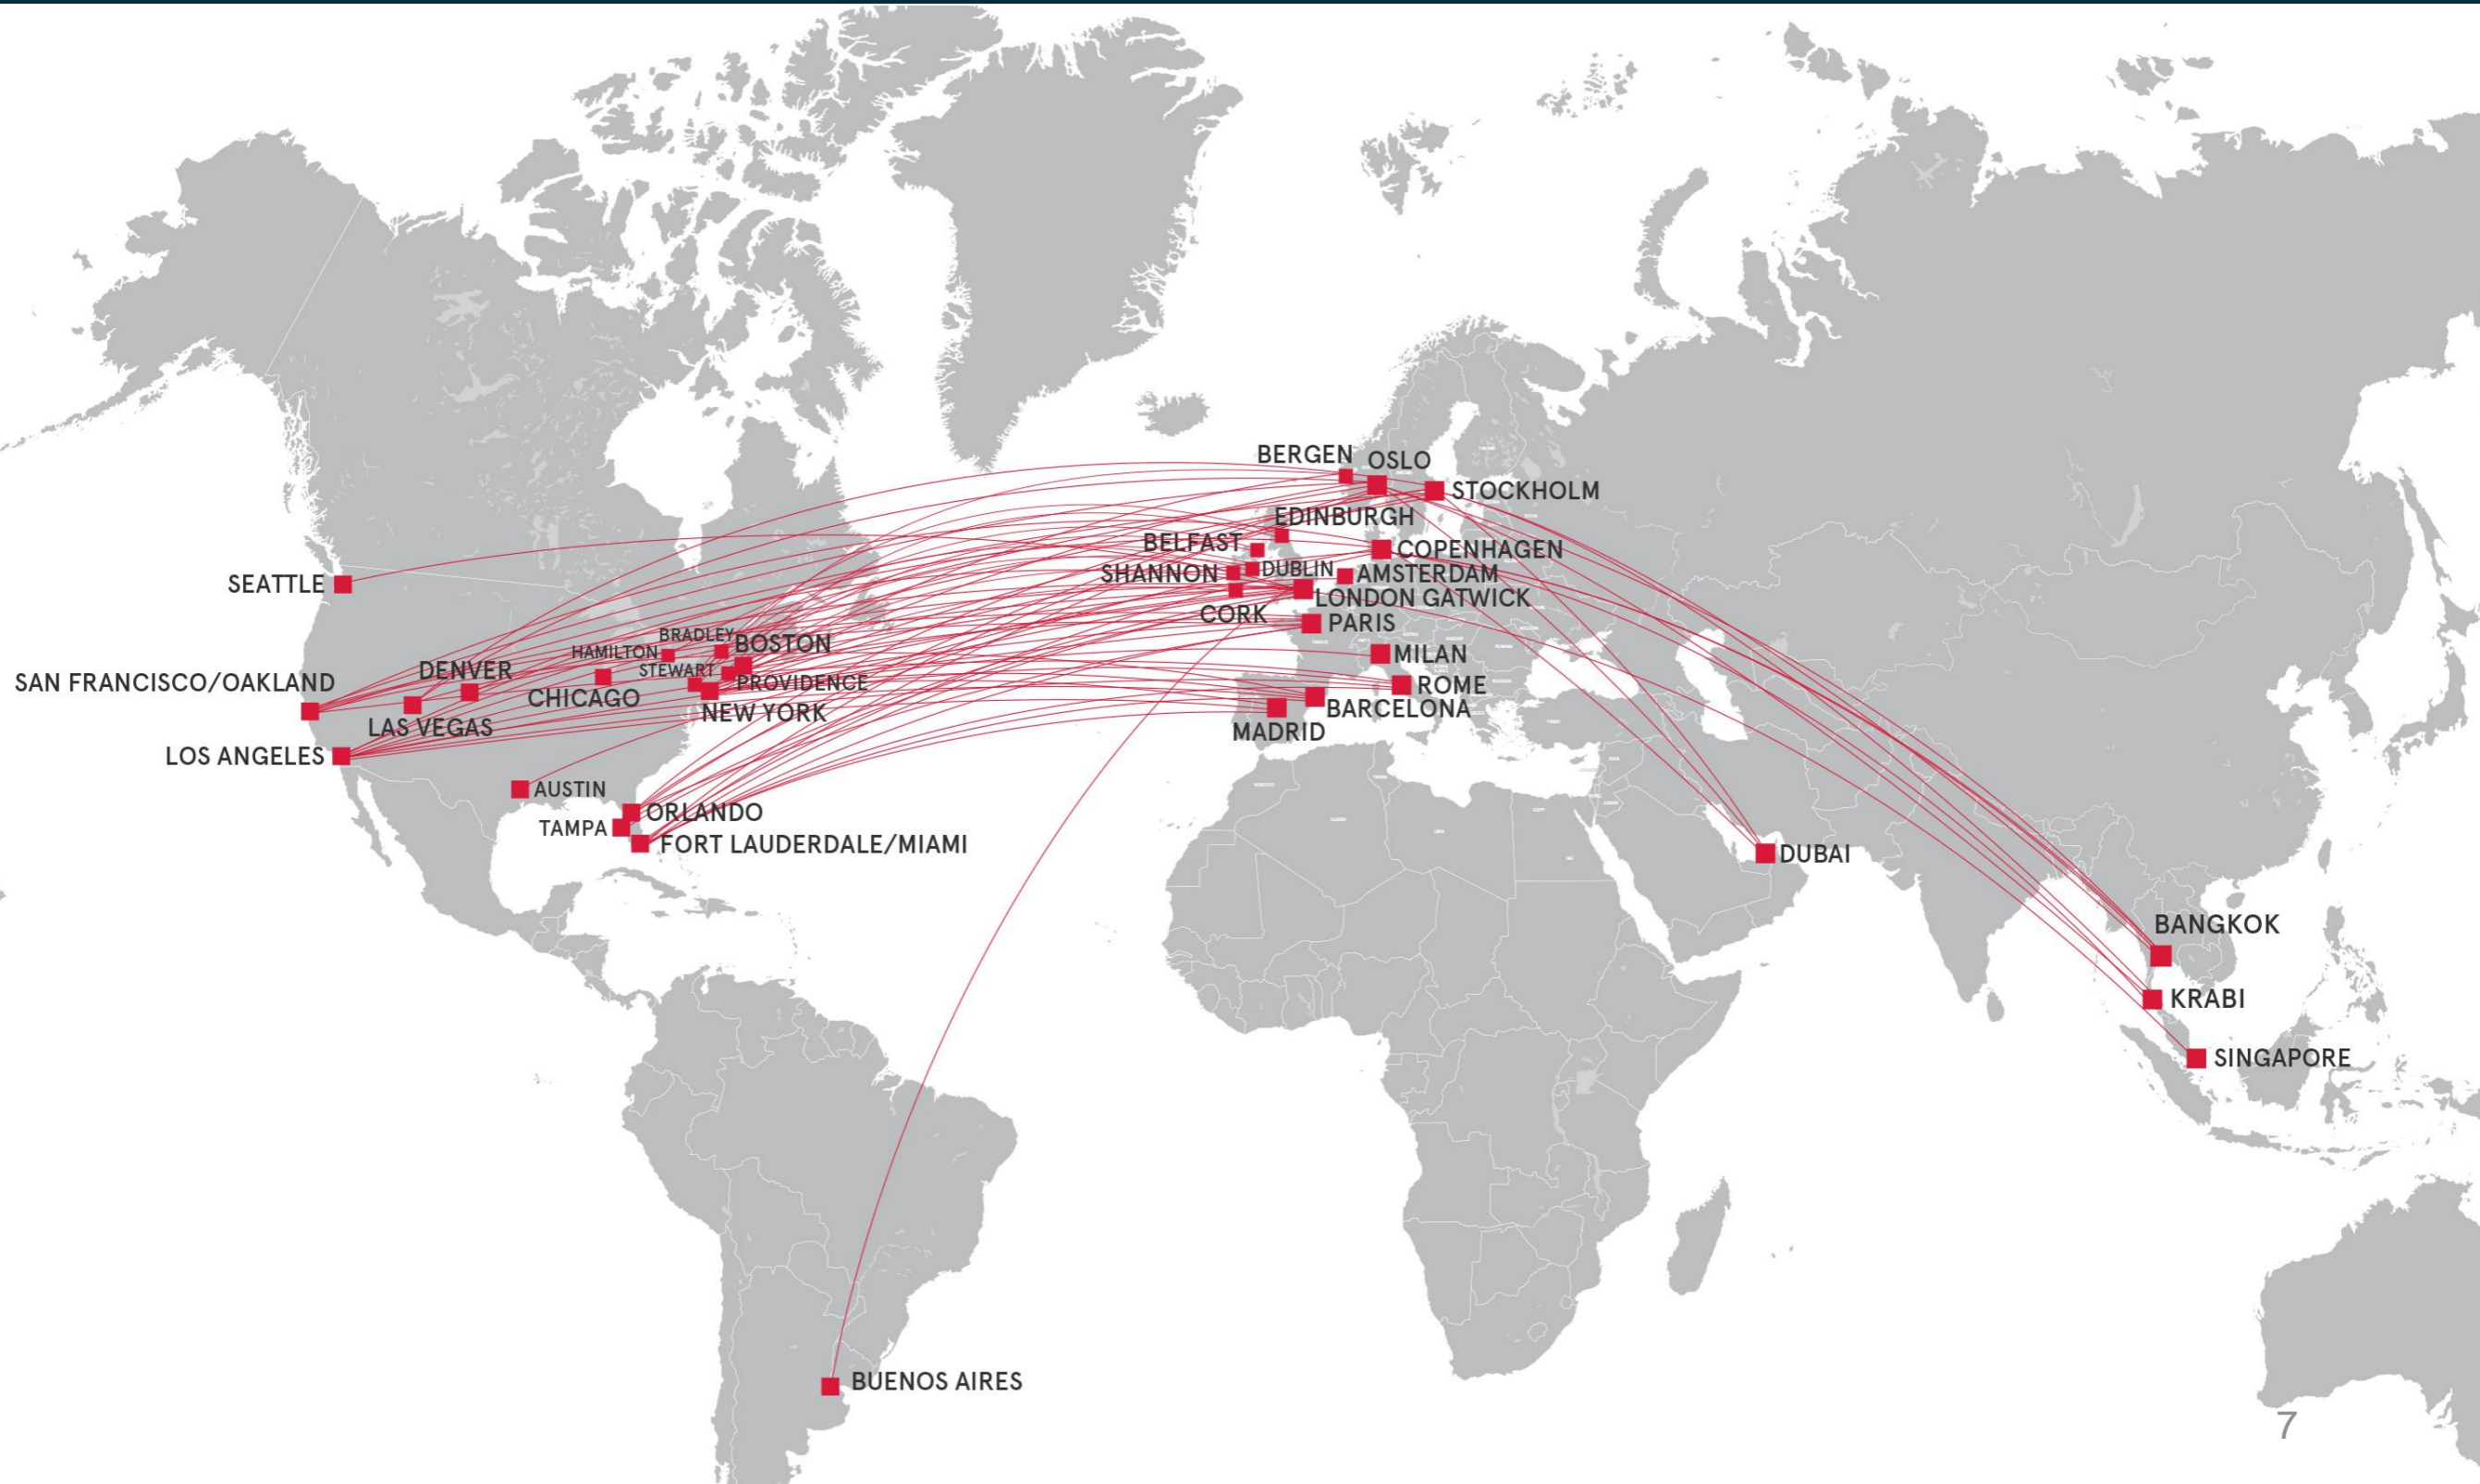 BERGEN
OSLO
STOCKHOLM
EDINBURGH
BELFAST
COPENHAGEN
SHANNON
DUBLIN
AMSTERDAM
SEATTLE
LONDON GATWICK
CORK
PARIS
BRADLEY
BOSTON
HAMILTON
MILAN
STEWART
DENVER
SAN FRANCISCO/OAKLAND
PROVIDENCE
ROME
CHICAGO
BARCELONA
NEW YORK
LAS VEGAS
MADRID
LOS ANGELES
AUSTIN
ORLANDO
TAMPA
FORT LAUDERDALE/MIAMI
DUBAI
BANGKOK
KRABI
SINGAPORE
BUENOS AIRES
7